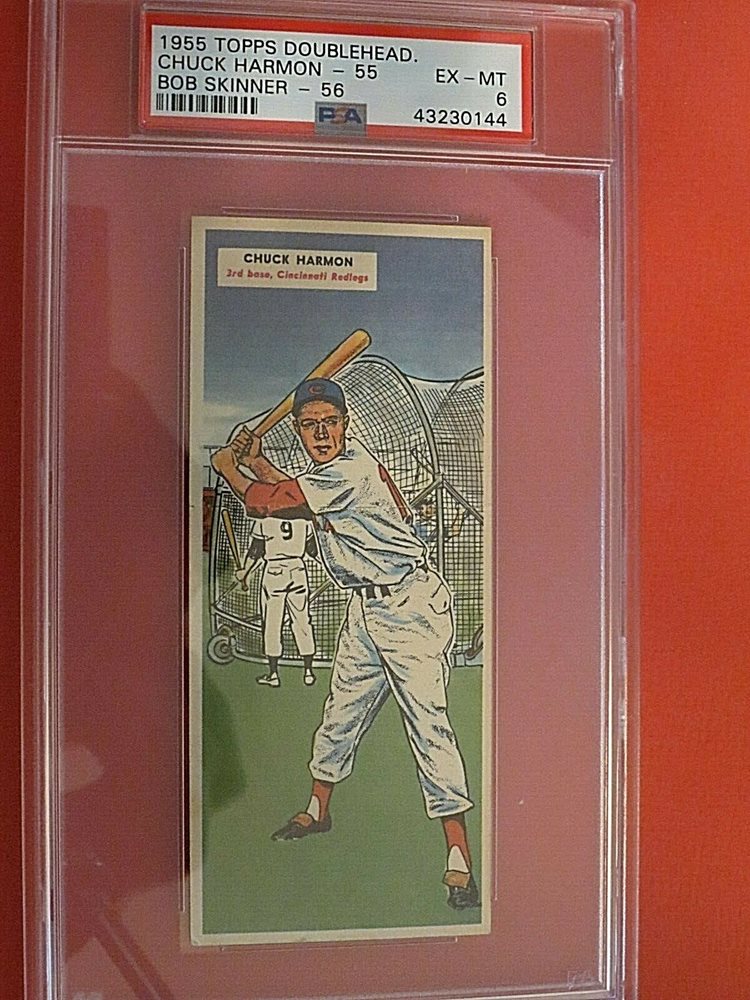 1955 TOPPS DOUBLEHEAD.
CHUCK HARMON - 55 EX-MT
BOB SKINNER - 56 6
PSA 43230144
CHUCK HARMON
3rd base, Cincinnati Redlegs
C
9